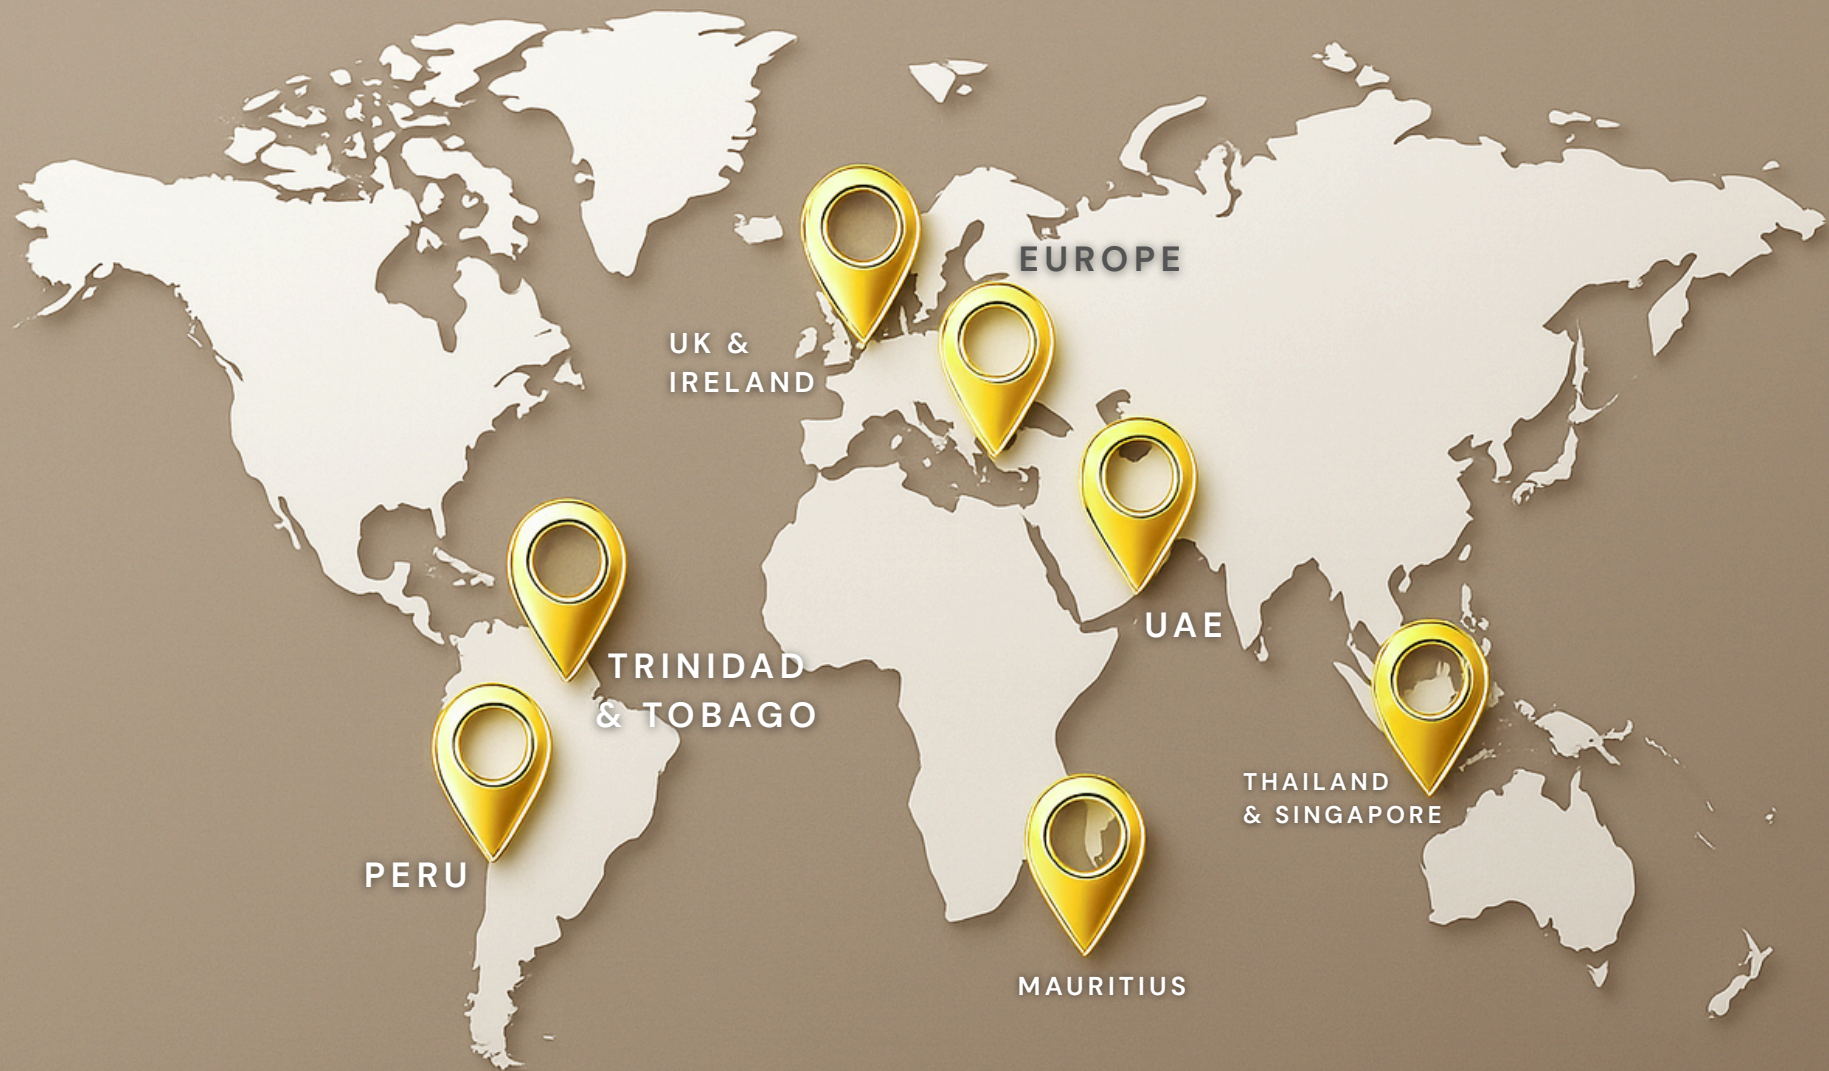 EUROPE
UK &
IRELAND
UAE
TRINIDAD
& TOBAGO
THAILAND
& SINGAPORE
PERU
MAURITIUS